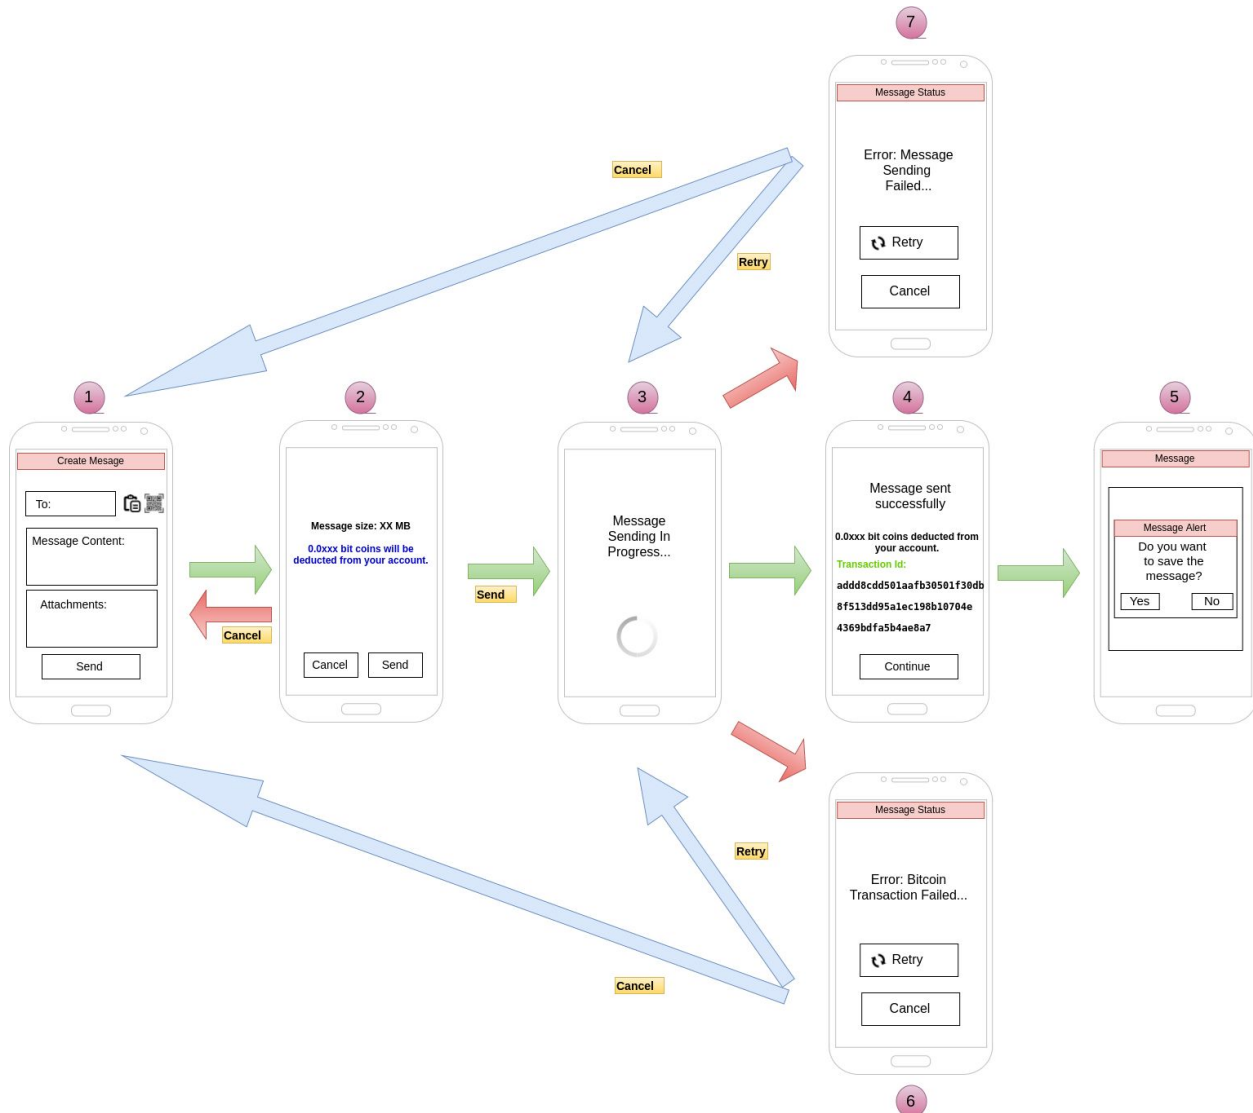 7
Message Status
Error: Message
Sending
Failed...
Retry
Cancel
Cancel
Retry
1
Create Mesage
To:
Message Content:
Attachments:
Send
2
Message size: XX MB
0.0xxx bit coins will be
deducted from your account.
Cancel
Send
Cancel
Send
3
Message
Sending In
Progress...
4
Message sent
successfully
0.0xxx bit coins deducted from
your account.
Transaction Id:
addd8cdd501aafb30501f30db
8f513dd95a1ec198b10704e
4369bdfa5b4ae8a7
Continue
5
Message
Message Alert
Do you want
to save the
message?
Yes
No
Message Status
Error: Bitcoin
Transaction Failed...
Retry
Cancel
Retry
Cancel
6